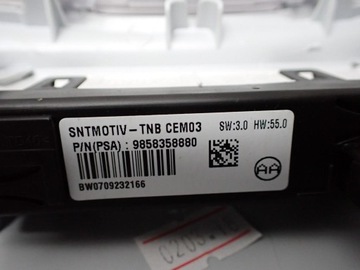 SNTMOTIV-TNB CEM03 SW:3.0 HW:55.0
P/N(PSA) : 9858358880
BW0709232166
AA